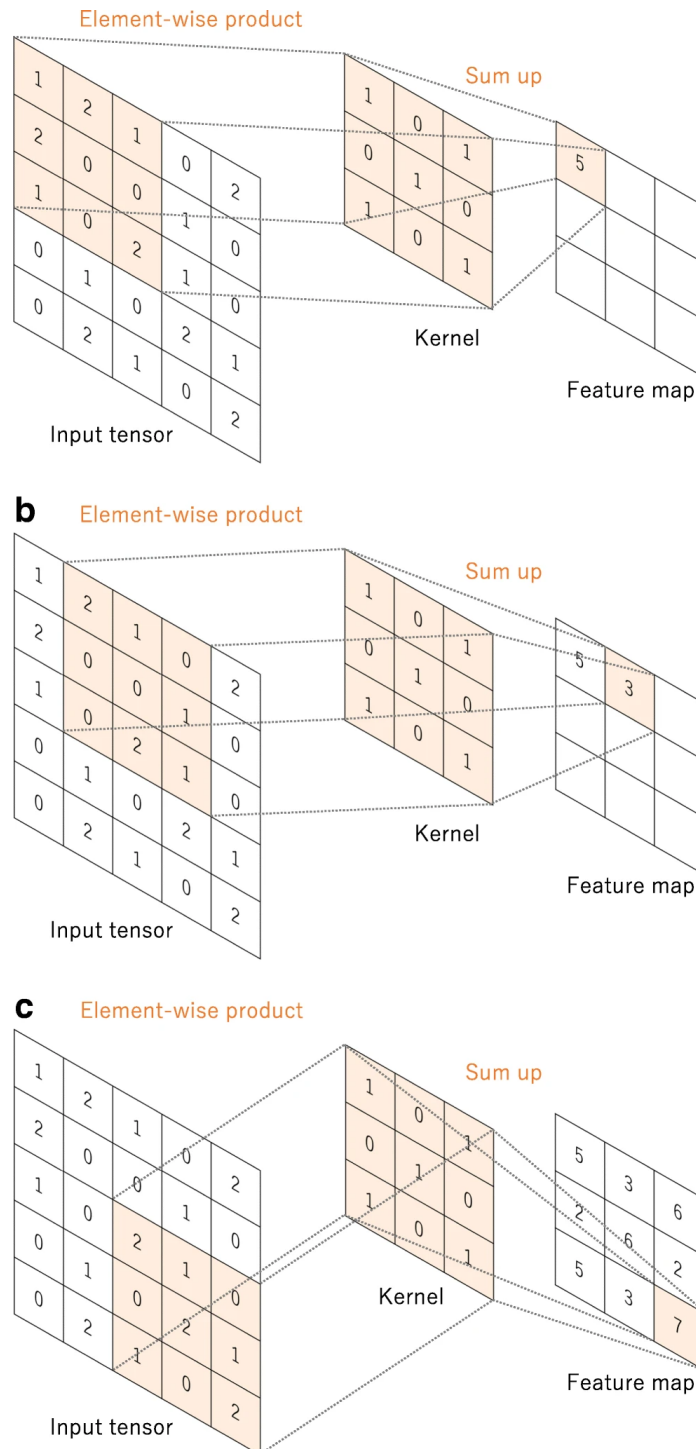 Element-wise product
Sum up
1 2 1 0 2
2 0 0 1 0
1 0 2 1 0
0 1 0 2 1
0 2 1 0 2
Input tensor
1 0 1
0 1 0
1 0 1
Kernel
5
Feature map
b
Element-wise product
Sum up
1 2 1 0 2
2 0 0 1 0
1 0 2 1 0
0 1 0 2 1
0 2 1 0 2
Input tensor
1 0 1
0 1 0
1 0 1
Kernel
5 3
Feature map
c
Element-wise product
Sum up
1 2 1 0 2
2 0 0 1 0
1 0 2 1 0
0 1 0 2 1
0 2 1 0 2
Input tensor
1 0 1
0 1 0
1 0 1
Kernel
5 3 6
2 6 2
5 3 7
Feature map